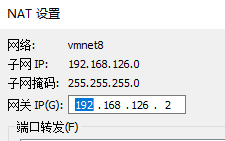 NAT 设置
网络: vmnet8
子网 IP: 192.168.126.0
子网掩码: 255.255.255.0
网关 IP(G): 192 . 168 . 126 . 2
端口转发(F)